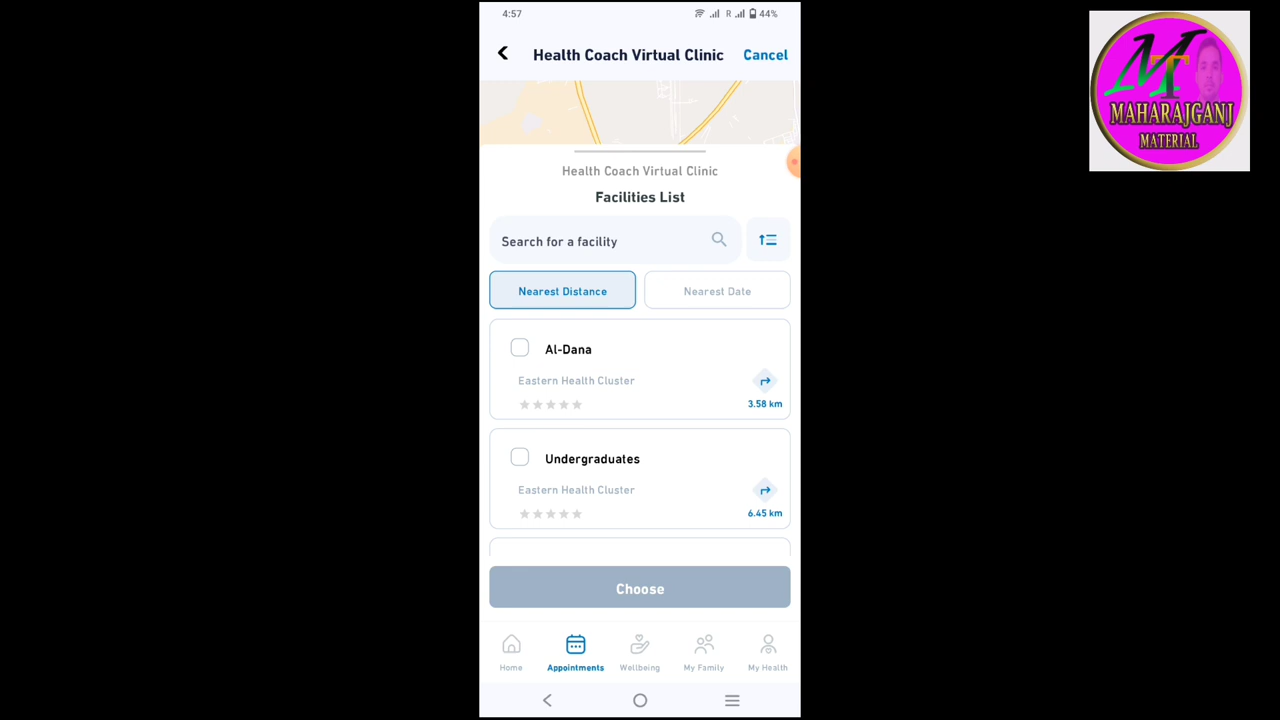 4:57
R
44%
Health Coach Virtual Clinic
Cancel
Health Coach Virtual Clinic
Facilities List
Search for a facility
Nearest Distance
Nearest Date
Al-Dana
Eastern Health Cluster
3.58 km
Undergraduates
Eastern Health Cluster
6.45 km
Choose
Home
Appointments
Wellbeing
My Family
My Health
MT
MAHARAJGANJ
MATERIAL